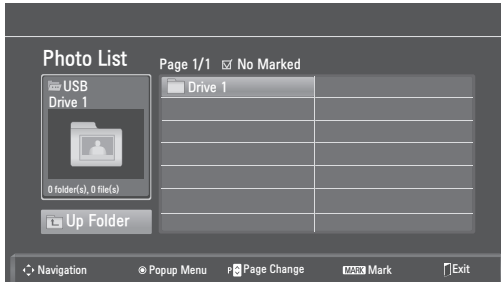 Photo List
Page 1/1 No Marked
USB
Drive 1
Drive 1
0 folder(s), 0 file(s)
Up Folder
Navigation Popup Menu P Page Change MARK Mark Exit